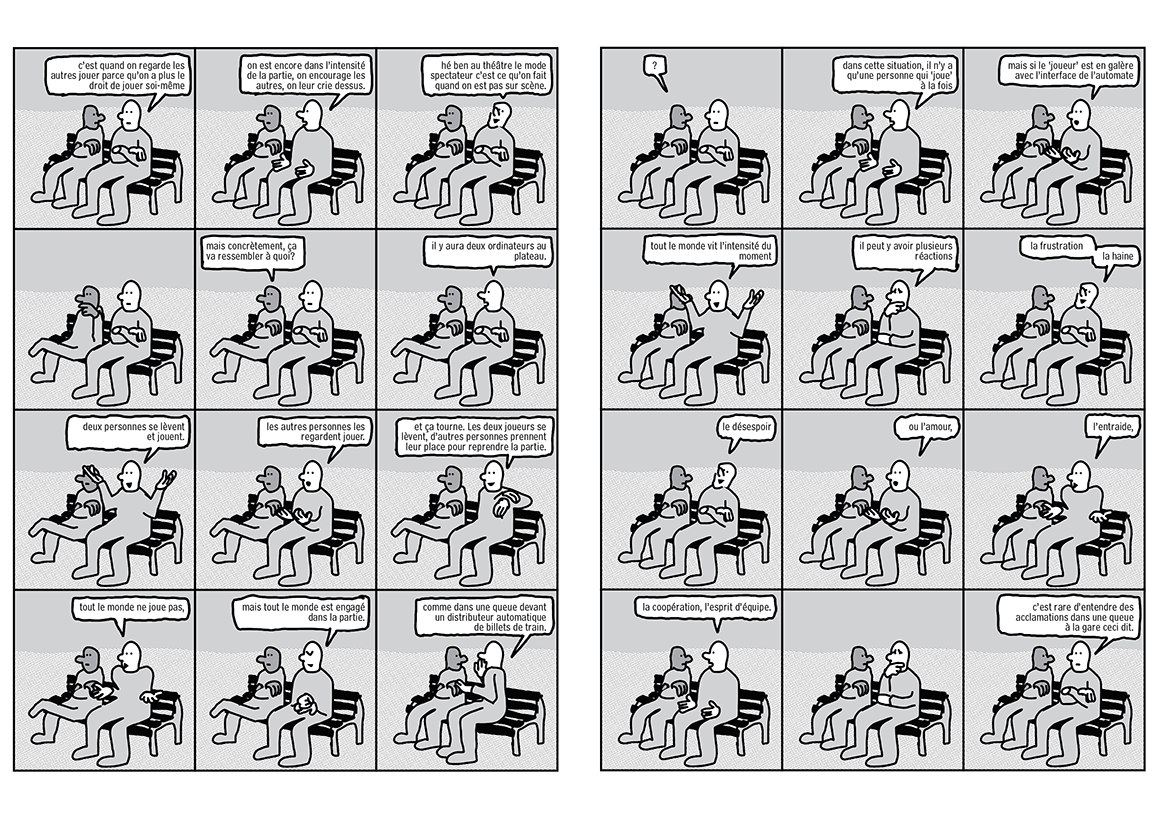 c'est quand on regarde les
autres jouer parce qu'on a plus le
droit de jouer soi-même
on est encore dans l'intensité
de la partie, on encourage les
autres, on leur crie dessus.
hé ben au théâtre le mode
spectateur c'est ce qu'on fait
quand on est pas sur scène.
mais concrètement, ça
va ressembler à quoi?
il y aura deux ordinateurs au
plateau.
deux personnes se lèvent
et jouent.
les autres personnes les
regardent jouer.
et ça tourne. Les deux joueurs se
lèvent, d'autres personnes prennent
leur place pour reprendre la partie.
tout le monde ne joue pas,
mais tout le monde est engagé
dans la partie.
comme dans une queue devant
un distributeur automatique
de billets de train.
?
dans cette situation, il n'y a
qu'une personne qui 'joue'
à la fois
mais si le 'joueur' est en galère
avec l'interface de l'automate
tout le monde vit l'intensité du
moment
il peut y avoir plusieurs
réactions
la frustration
la haine
le désespoir
ou l'amour,
l'entraide,
la coopération, l'esprit d'équipe.
c'est rare d'entendre des
acclamations dans une queue
à la gare ceci dit.